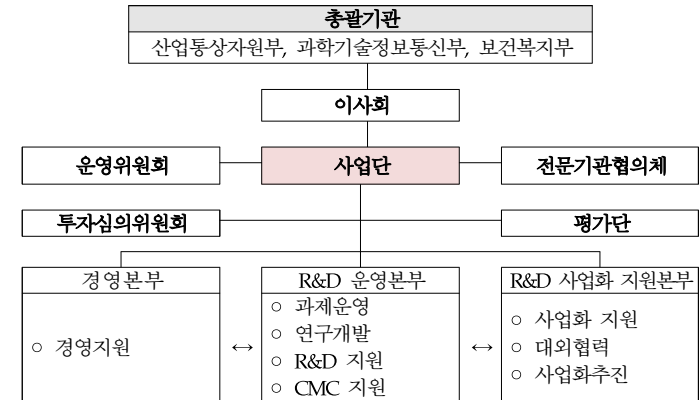 총괄기관
산업통상자원부, 과학기술정보통신부, 보건복지부
이사회
운영위원회
사업단
전문기관협의체
투자심의위원회
평가단
경영본부
○ 경영지원
↔
R&D 운영본부
○ 과제운영
○ 연구개발
○ R&D 지원
○ CMC 지원
↔
R&D 사업화 지원본부
○ 사업화 지원
○ 대외협력
○ 사업화추진